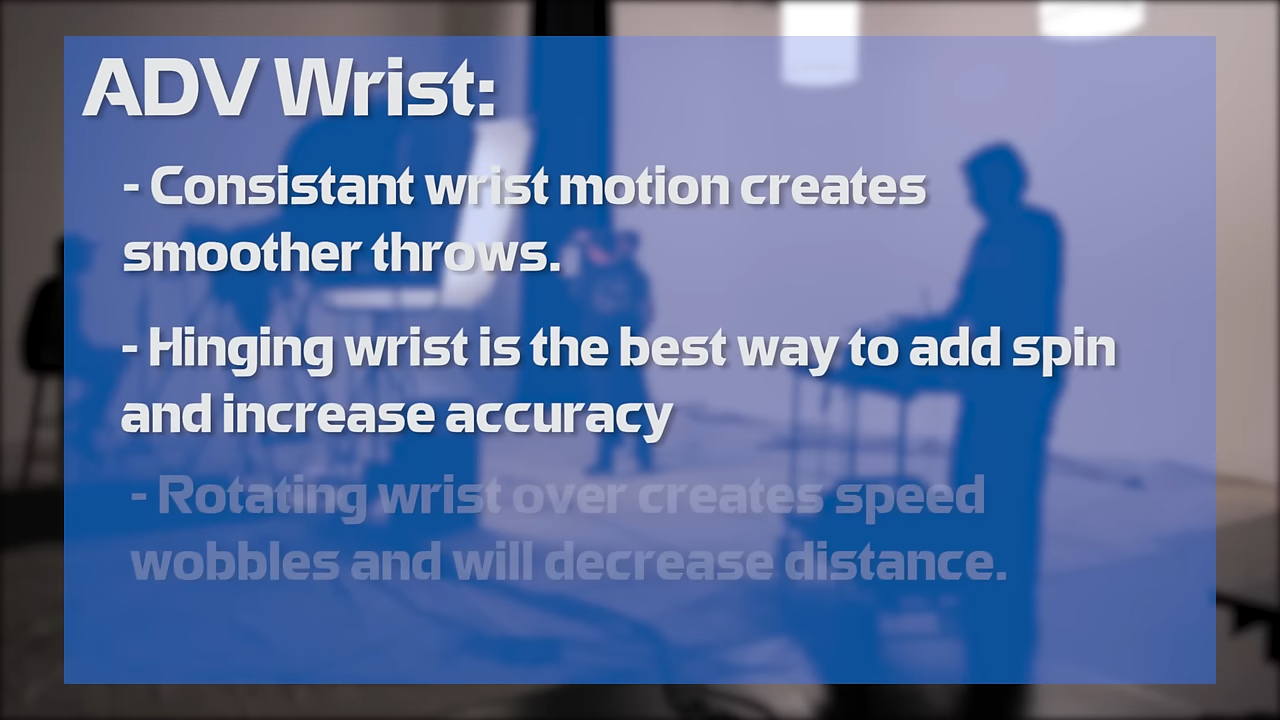 ADV Wrist:
- Consistant wrist motion creates
smoother throws.
- Hinging wrist is the best way to add spin
and increase accuracy
- Rotating wrist over creates speed
wobbles and will decrease distance.